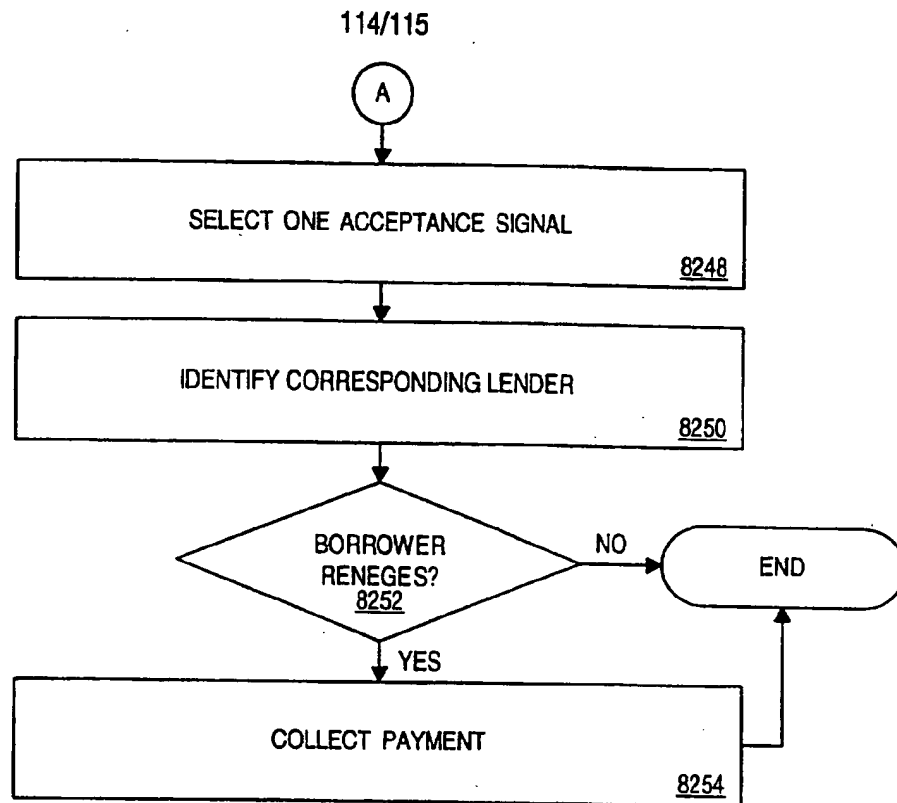 114/115
A
SELECT ONE ACCEPTANCE SIGNAL
8248
IDENTIFY CORRESPONDING LENDER
8250
BORROWER
RENEGES?
8252
NO
END
YES
COLLECT PAYMENT
8254